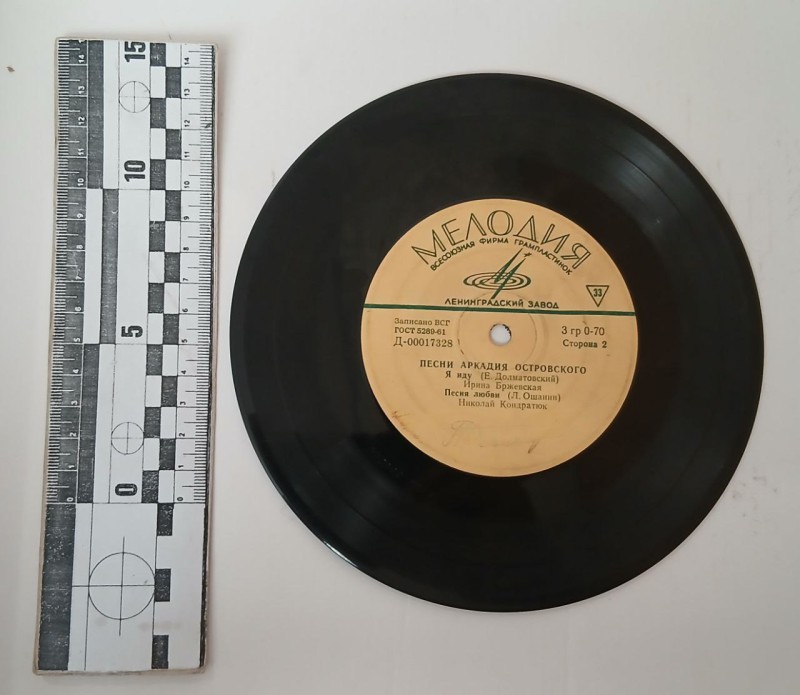 15
10
5
0
МЕЛОДИЯ
ВСЕСОЮЗНАЯ ФИРМА ГРАМПЛАСТИНОК
ЛЕНИНГРАДСКИЙ ЗАВОД
33
Записано ВСГ
ГОСТ 5289-61
Д-00017328
3 гр 0-70
Сторона 2
ПЕСНИ АРКАДИЯ ОСТРОВСКОГО
Я иду (Е. Долматовский)
Ирина Бржевская
Песня любви (Л. Ошанин)
Николай Кондратюк